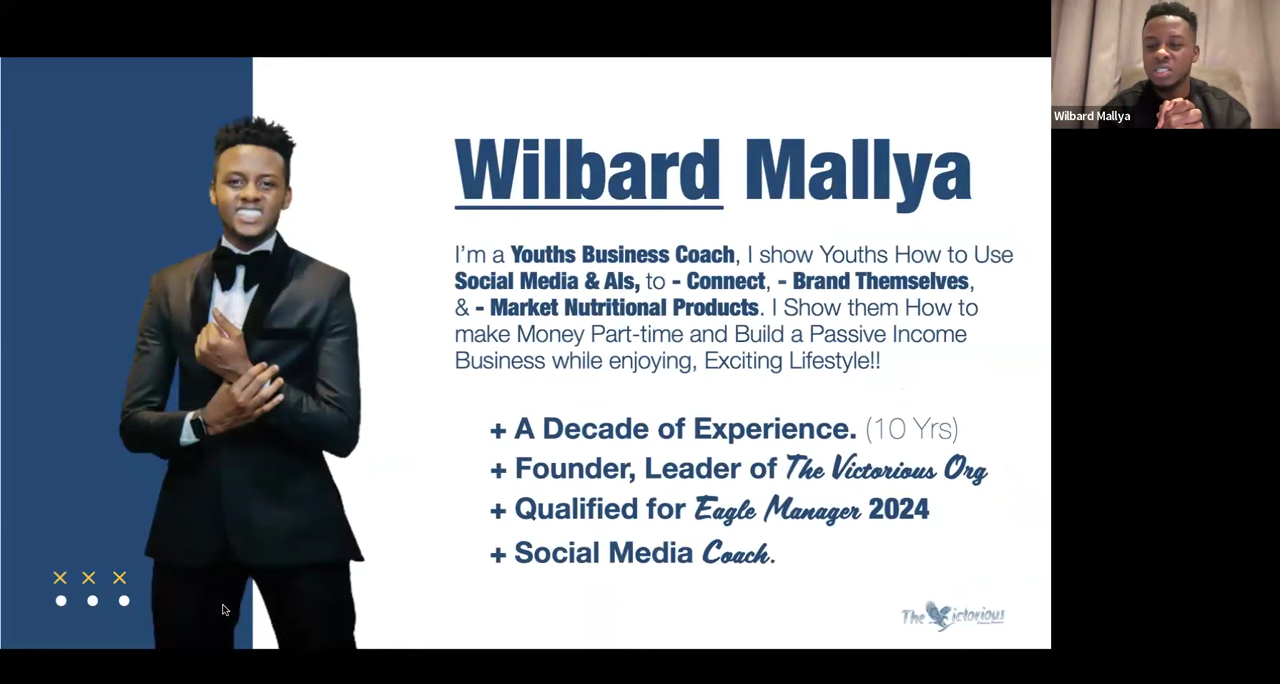 Wilbard Mallya
I'm a Youths Business Coach, I show Youths How to Use
Social Media & AIs, to - Connect, - Brand Themselves,
& - Market Nutritional Products. I Show them How to
make Money Part-time and Build a Passive Income
Business while enjoying, Exciting Lifestyle!!
+ A Decade of Experience. (10 Yrs)
+ Founder, Leader of The Victorious Org
+ Qualified for Eagle Manager 2024
+ Social Media Coach.
The Victorious
Wilbard Mallya